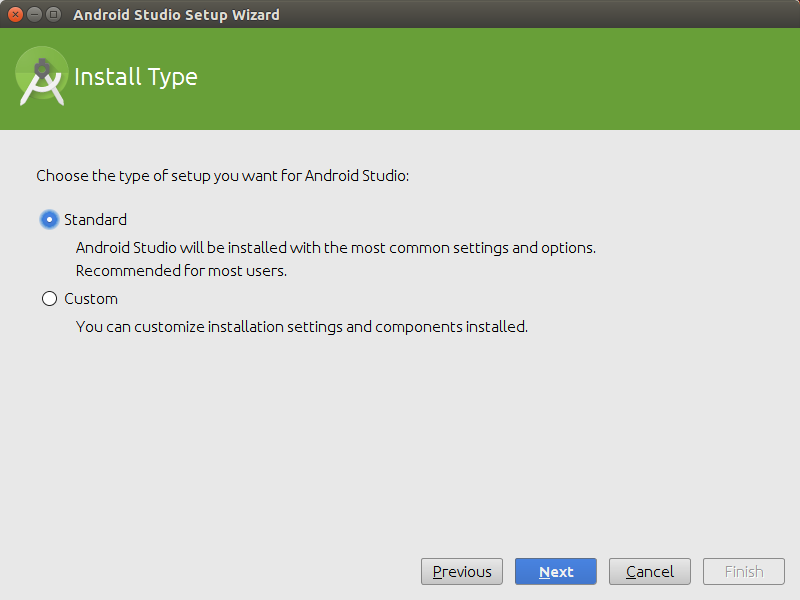 Android Studio Setup Wizard
Install Type
Choose the type of setup you want for Android Studio:
Standard
Android Studio will be installed with the most common settings and options.
Recommended for most users.
Custom
You can customize installation settings and components installed.
Previous Next Cancel Finish